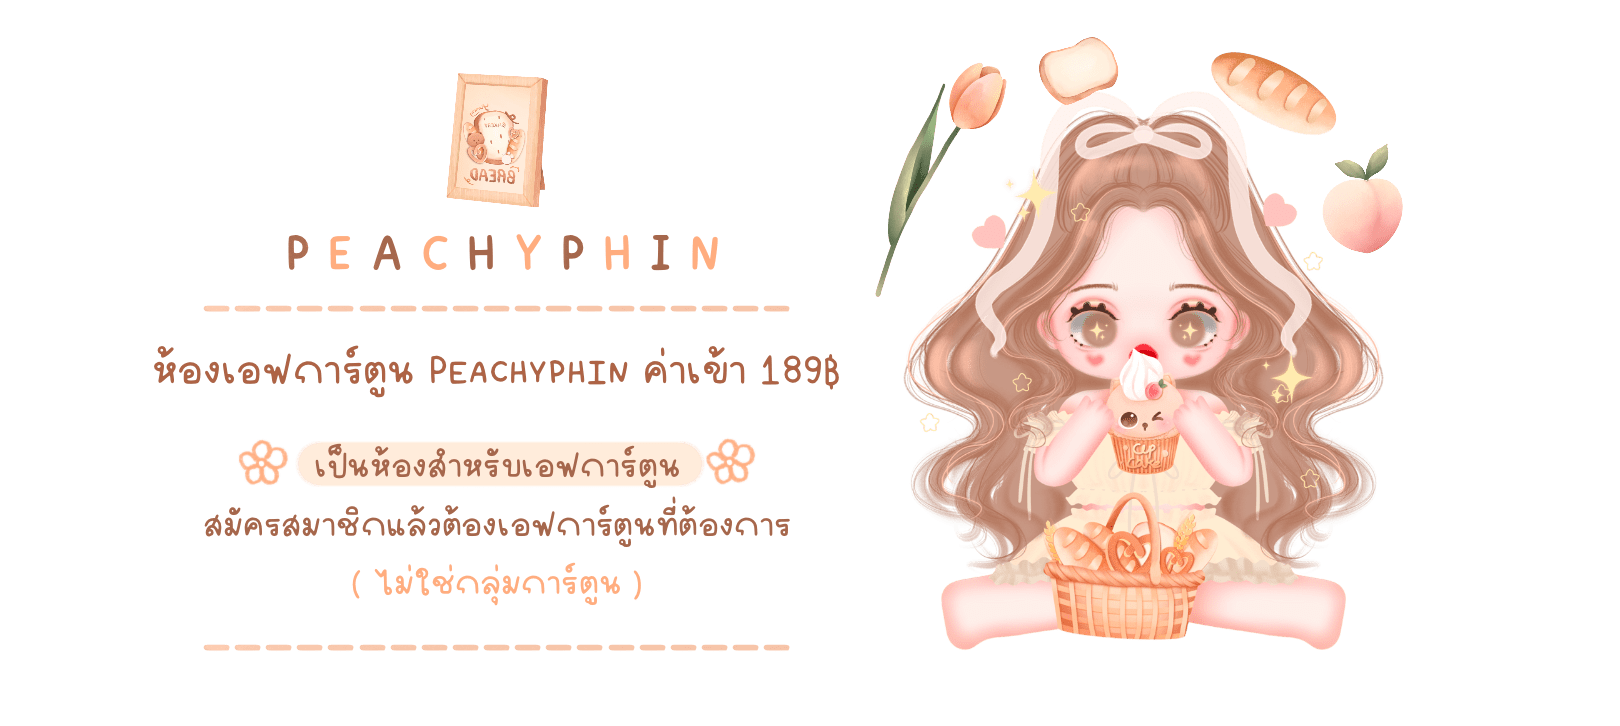 BREAD
PEACHYPHIN
ห้องเอฟการ์ตูน PEACHYPHIN ค่าเข้า 189฿
เป็นห้องสำหรับเอฟการ์ตูน
สมัครสมาชิกแล้วต้องเอฟการ์ตูนที่ต้องการ
( ไม่ใช่กลุ่มการ์ตูน )
CUP
CAKE